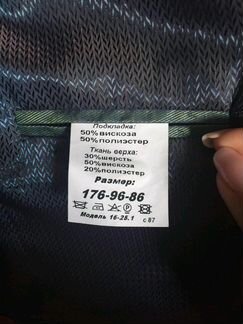 Подкладка:
50%вискоза
50%полиэстер
Ткань верха:
30%шерсть
50%вискоза
20%полиэстер
Размер:
176-96-86
Модель 16-25.1 с 87